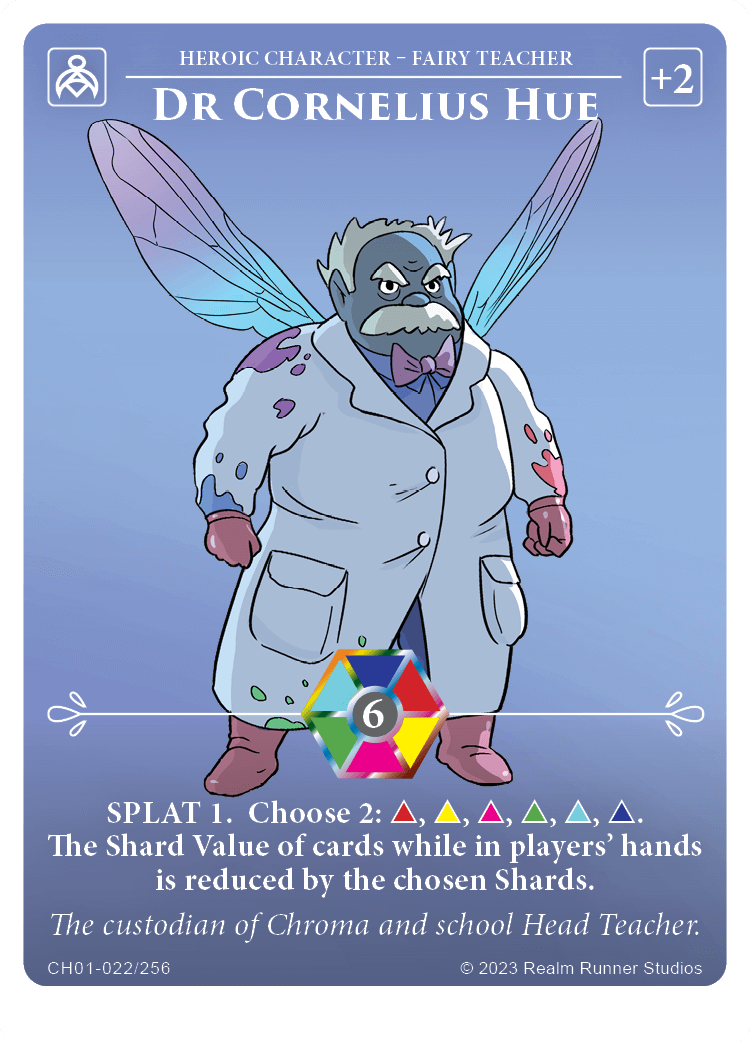 HEROIC CHARACTER – FAIRY TEACHER
+2
DR CORNELIUS HUE
6
SPLAT 1. Choose 2: , , , , , .
The Shard Value of cards while in players’ hands
is reduced by the chosen Shards.
The custodian of Chroma and school Head Teacher.
CH01-022/256
© 2023 Realm Runner Studios